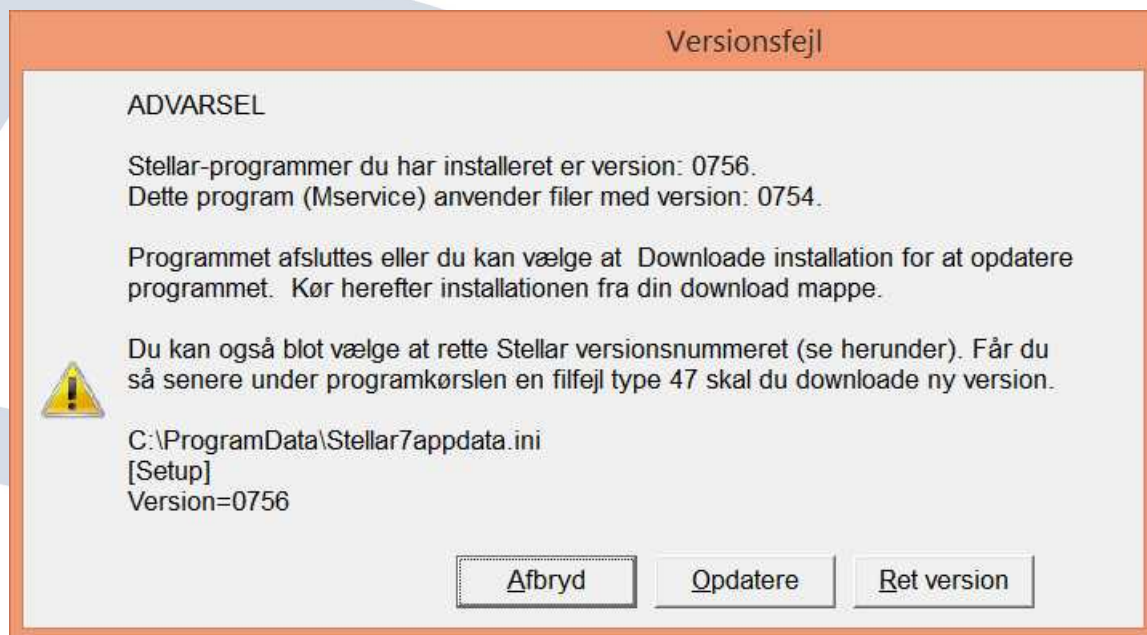 Versionsfejl
ADVARSEL
Stellar-programmer du har installeret er version: 0756.
Dette program (Mservice) anvender filer med version: 0754.
Programmet afsluttes eller du kan vælge at  Downloade installation for at opdatere
programmet.  Kør herefter installationen fra din download mappe.
Du kan også blot vælge at rette Stellar versionsnummeret (se herunder). Får du
så senere under programkørslen en filfejl type 47 skal du downloade ny version.
C:\ProgramData\Stellar7appdata.ini
[Setup]
Version=0756
Afbryd
Opdatere
Ret version